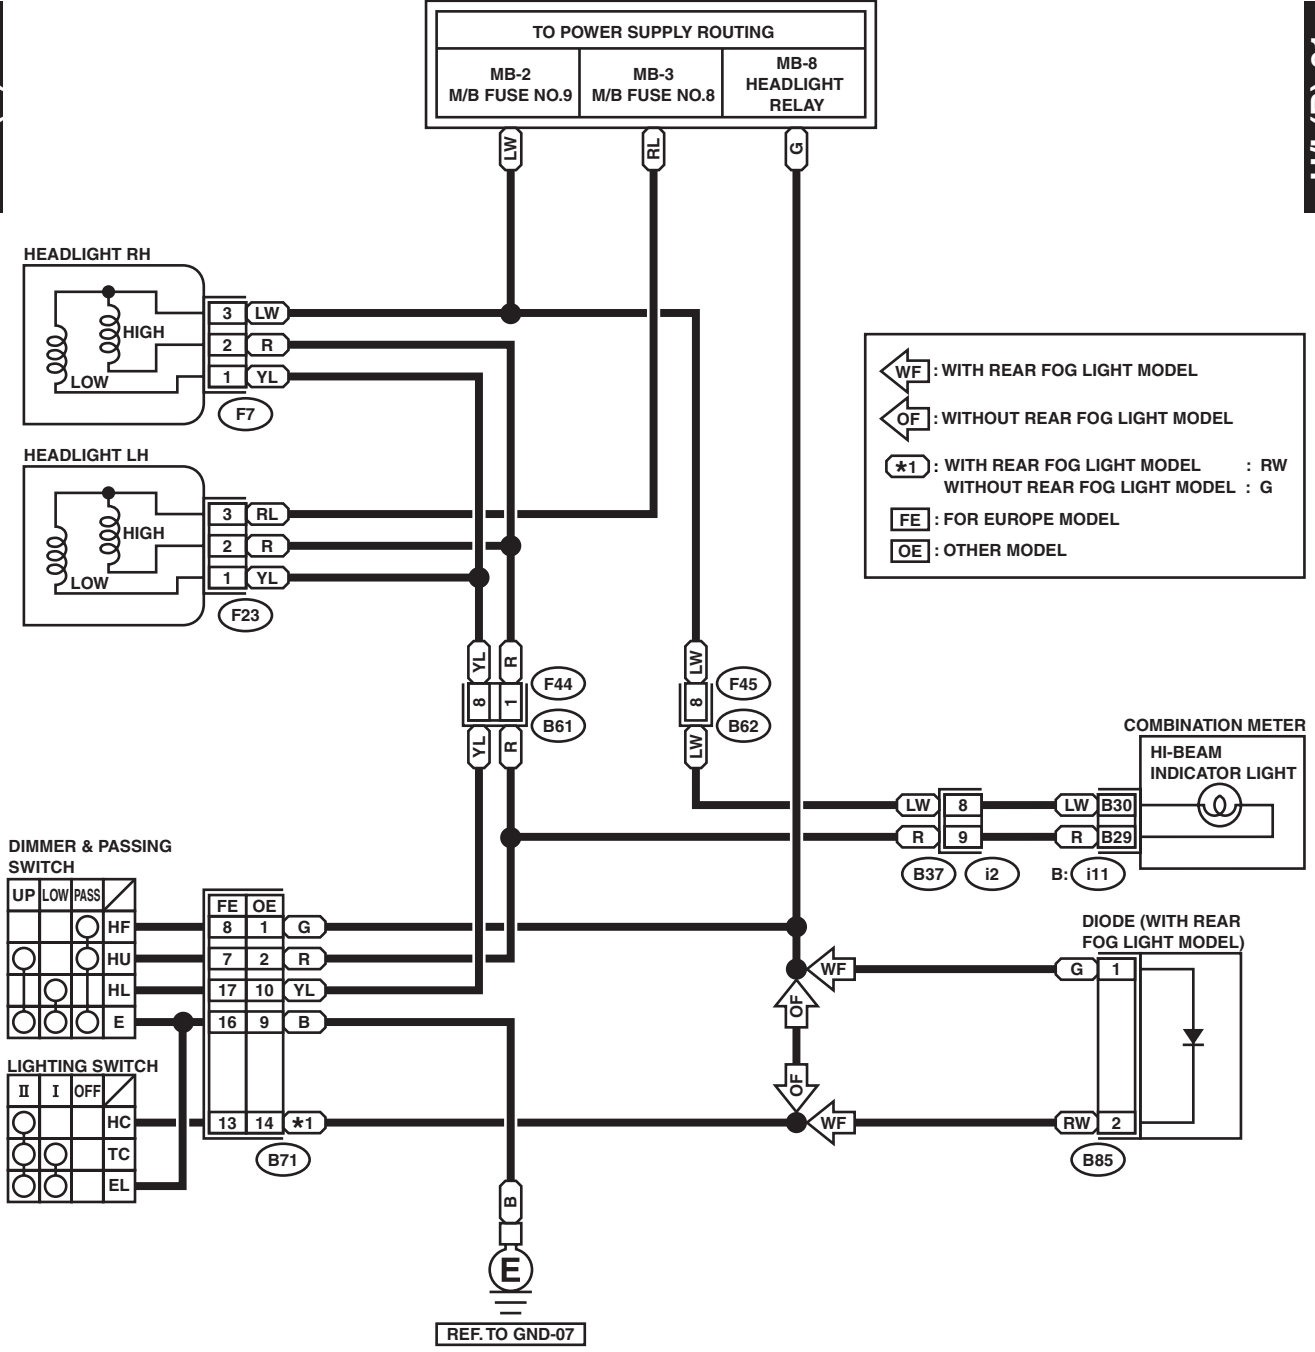 TO POWER SUPPLY ROUTING
MB-2
M/B FUSE NO.9
MB-3
M/B FUSE NO.8
MB-8
HEADLIGHT
RELAY
LW
RL
G
HEADLIGHT RH
HIGH
LOW
3 LW
2 R
1 YL
F7
HEADLIGHT LH
HIGH
LOW
3 RL
2 R
1 YL
F23
WF : WITH REAR FOG LIGHT MODEL
OF : WITHOUT REAR FOG LIGHT MODEL
*1 : WITH REAR FOG LIGHT MODEL : RW
WITHOUT REAR FOG LIGHT MODEL : G
FE : FOR EUROPE MODEL
OE : OTHER MODEL
YL R
8 1
YL R
F44
B61
LW
8
LW
F45
B62
COMBINATION METER
HI-BEAM
INDICATOR LIGHT
LW 8 LW B30
R 9 R B29
B37 i2 B: i11
DIMMER & PASSING
SWITCH
UP LOW PASS
HF
HU
HL
E
FE OE
8 1 G
7 2 R
17 10 YL
16 9 B
13 14 *1
B71
LIGHTING SWITCH
II I OFF
HC
TC
EL
DIODE (WITH REAR
FOG LIGHT MODEL)
WF G 1
OF
OF
WF RW 2
B85
B
E
REF. TO GND-07